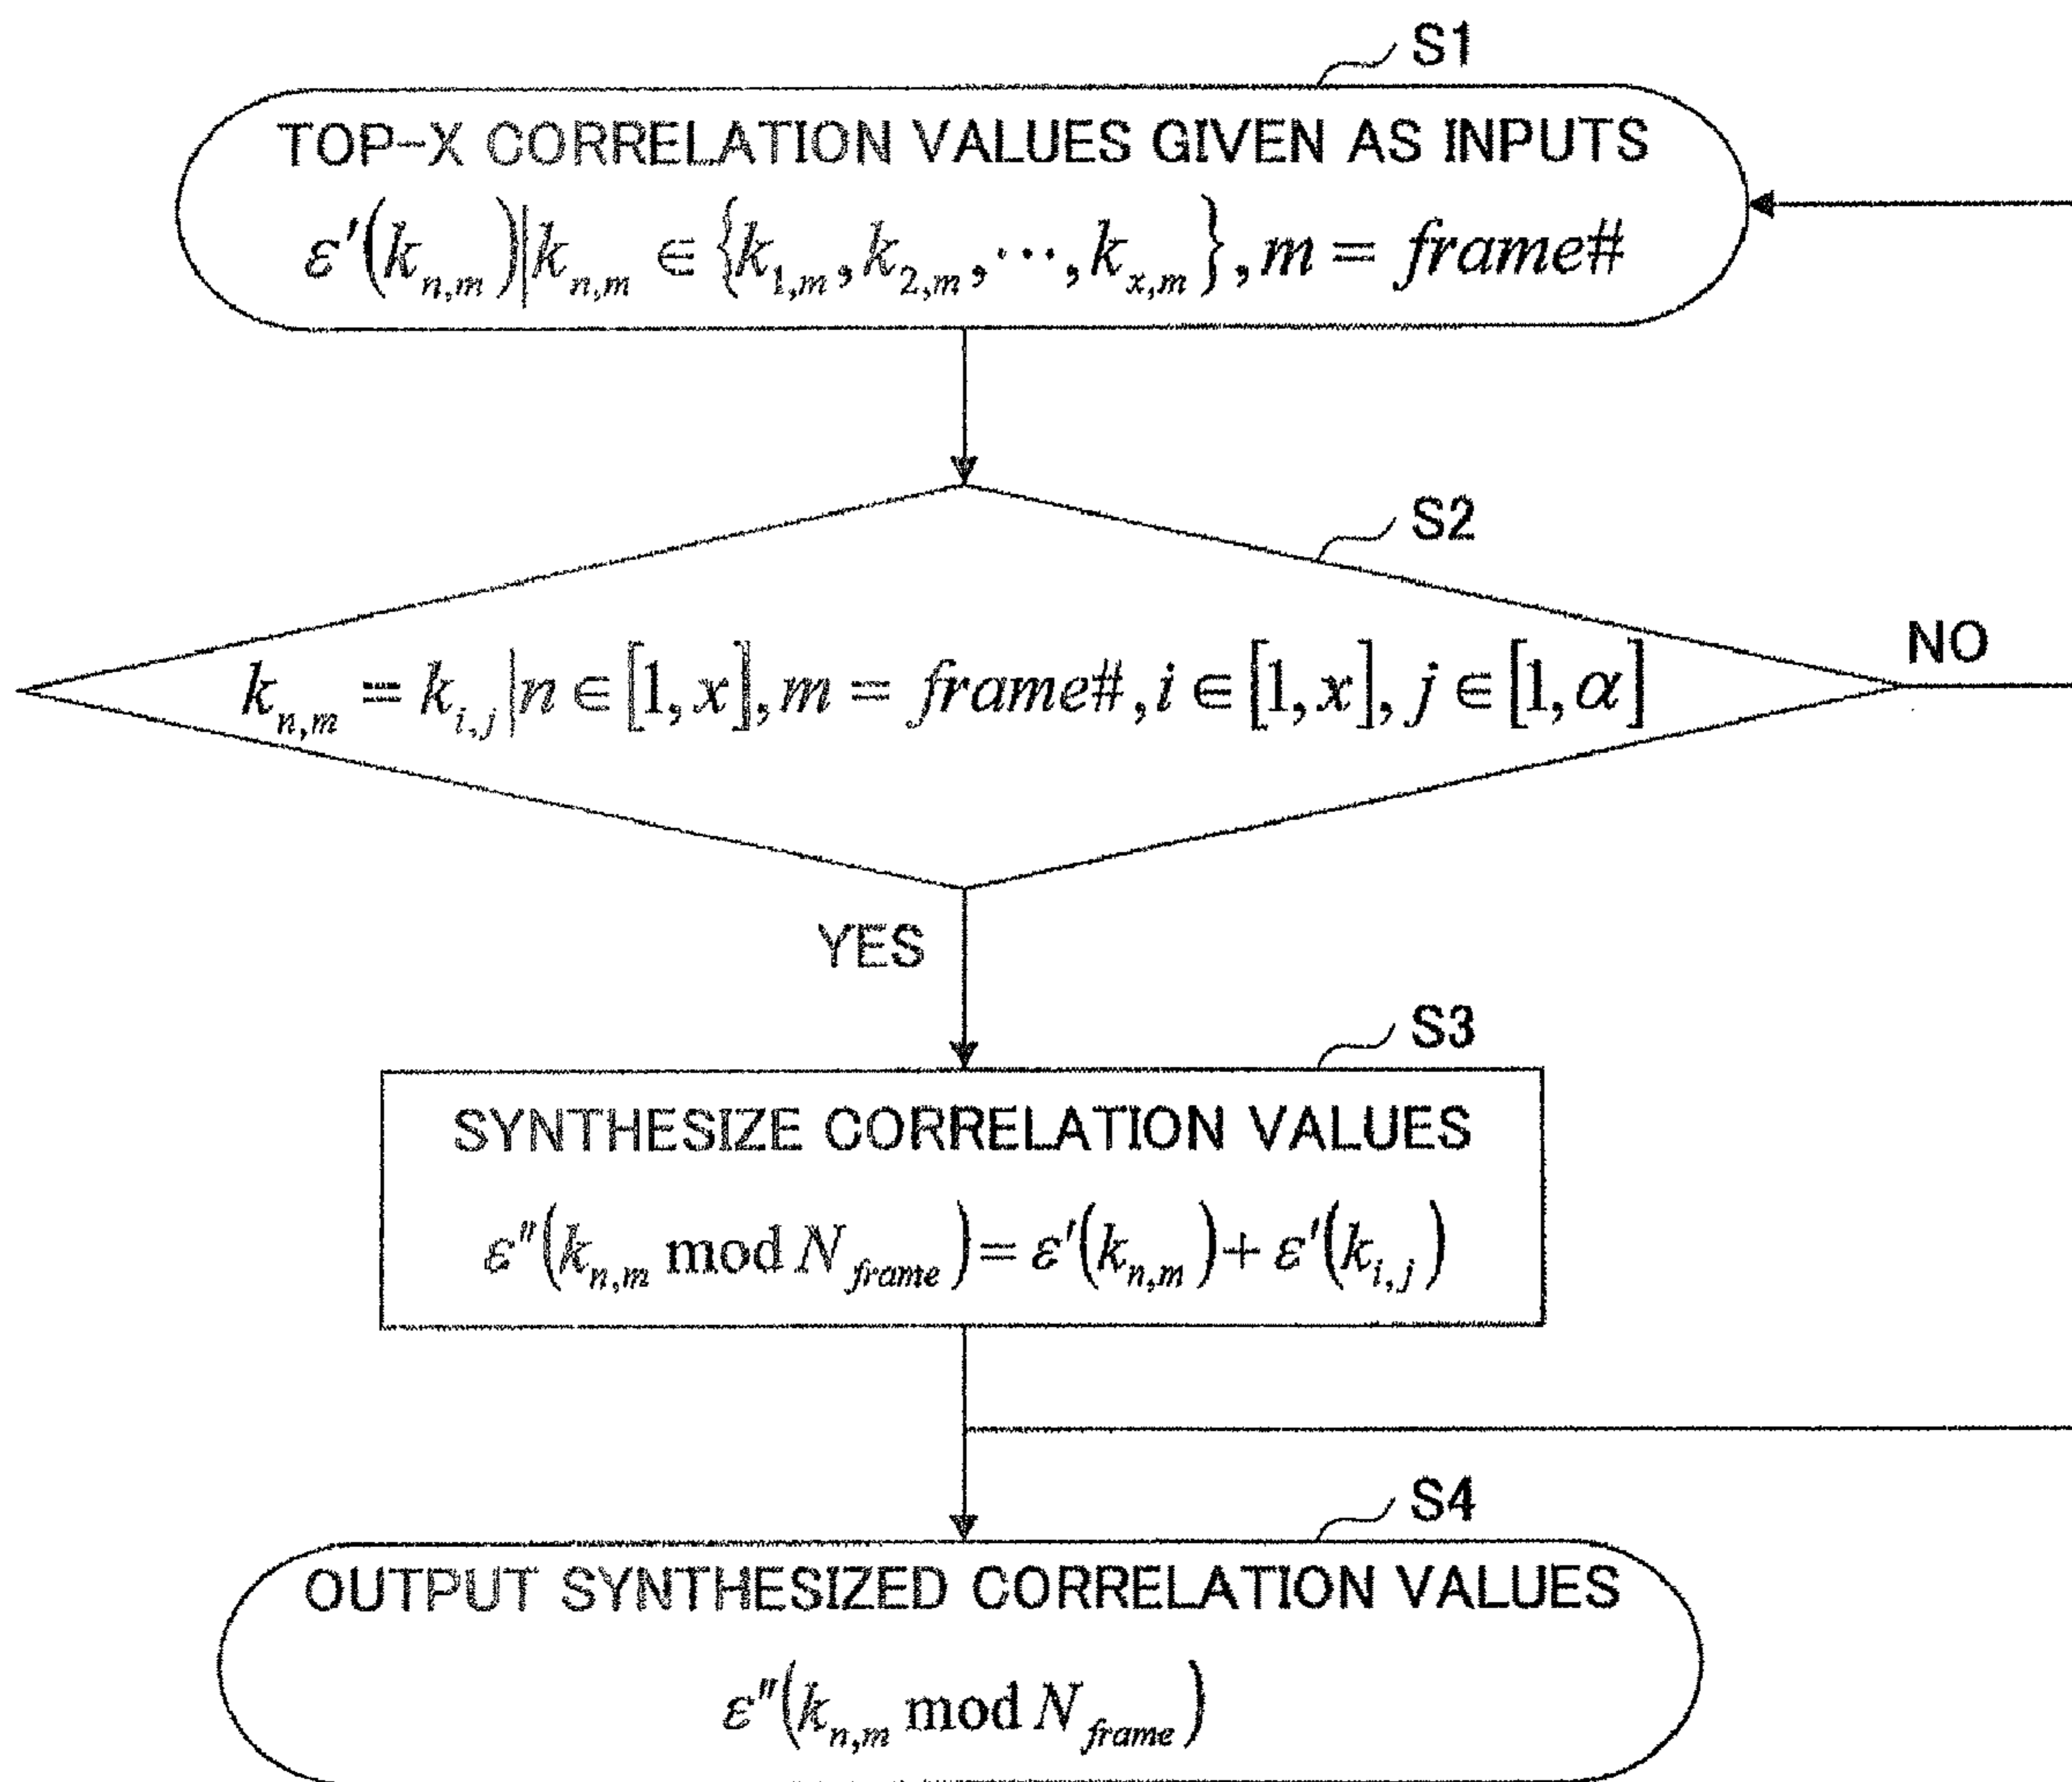 S1
TOP-X CORRELATION VALUES GIVEN AS INPUTS
ε′(k_{n,m})|k_{n,m} ∈ {k_{1,m}, k_{2,m}, ⋯, k_{x,m}}, m = frame#
S2
k_{n,m} = k_{i,j}|n ∈ [1, x], m = frame#, i ∈ [1, x], j ∈ [1, α]
NO
YES
S3
SYNTHESIZE CORRELATION VALUES
ε″(k_{n,m} mod N_{frame}) = ε′(k_{n,m}) + ε′(k_{i,j})
S4
OUTPUT SYNTHESIZED CORRELATION VALUES
ε″(k_{n,m} mod N_{frame})